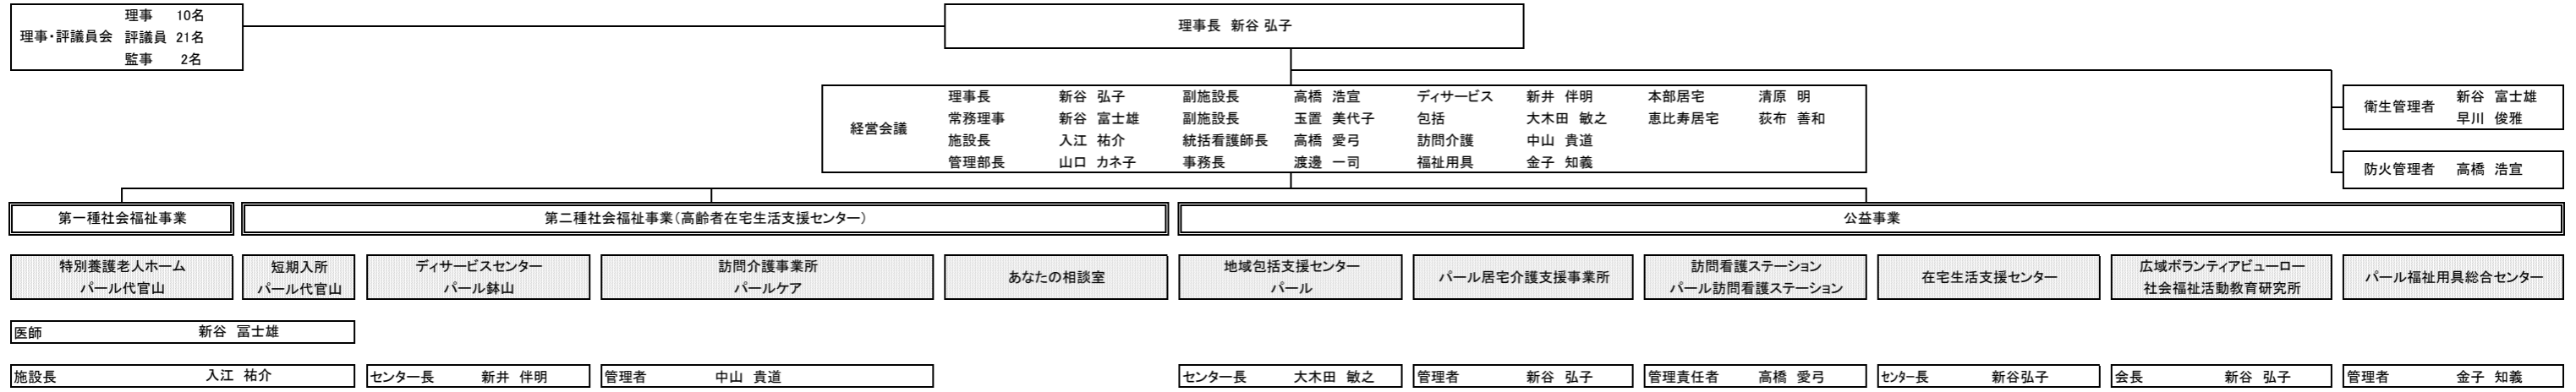 理事 10名
理事・評議員会 評議員 21名
監事 2名
理事長 新谷 弘子
経営会議
理事長 新谷 弘子 副施設長 高橋 浩宣 ディサービス 新井 伴明 本部居宅 清原 明
常務理事 新谷 富士雄 副施設長 玉置 美代子 包括 大木田 敏之 恵比寿居宅 荻布 善和
施設長 入江 祐介 統括看護師長 高橋 愛弓 訪問介護 中山 貴道
管理部長 山口 カネ子 事務長 渡邊 一司 福祉用具 金子 知義
衛生管理者 新谷 富士雄
早川 俊雅
防火管理者 高橋 浩宣
第一種社会福祉事業
第二種社会福祉事業(高齢者在宅生活支援センター)
公益事業
特別養護老人ホーム
パール代官山
短期入所
パール代官山
ディサービスセンター
パール鉢山
訪問介護事業所
パールケア
あなたの相談室
地域包括支援センター
パール
パール居宅介護支援事業所
訪問看護ステーション
パール訪問看護ステーション
在宅生活支援センター
広域ボランティアビューロー
社会福祉活動教育研究所
パール福祉用具総合センター
医師 新谷 冨士雄
施設長 入江 祐介
センター長 新井 伴明
管理者 中山 貴道
センター長 大木田 敏之
管理者 新谷 弘子
管理責任者 高橋 愛弓
センター長 新谷弘子
会長 新谷 弘子
管理者 金子 知義